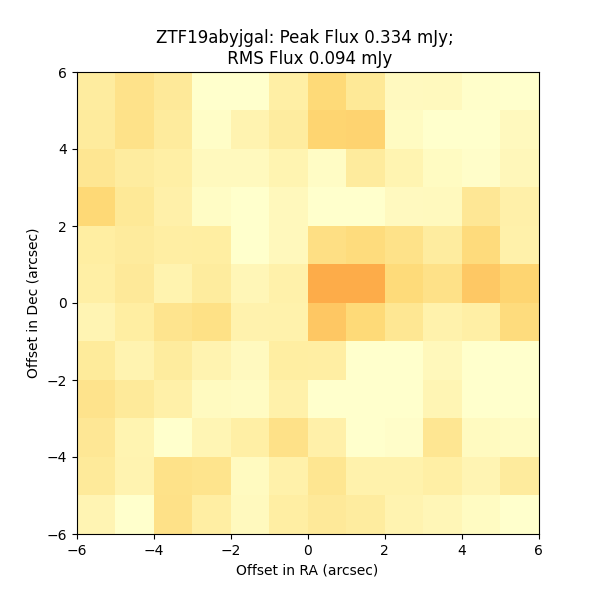 ZTF19abyjgal: Peak Flux 0.334 mJy;
RMS Flux 0.094 mJy
6
4
2
0
−2
−4
−6
Offset in Dec (arcsec)
−6 −4 −2 0 2 4 6
Offset in RA (arcsec)